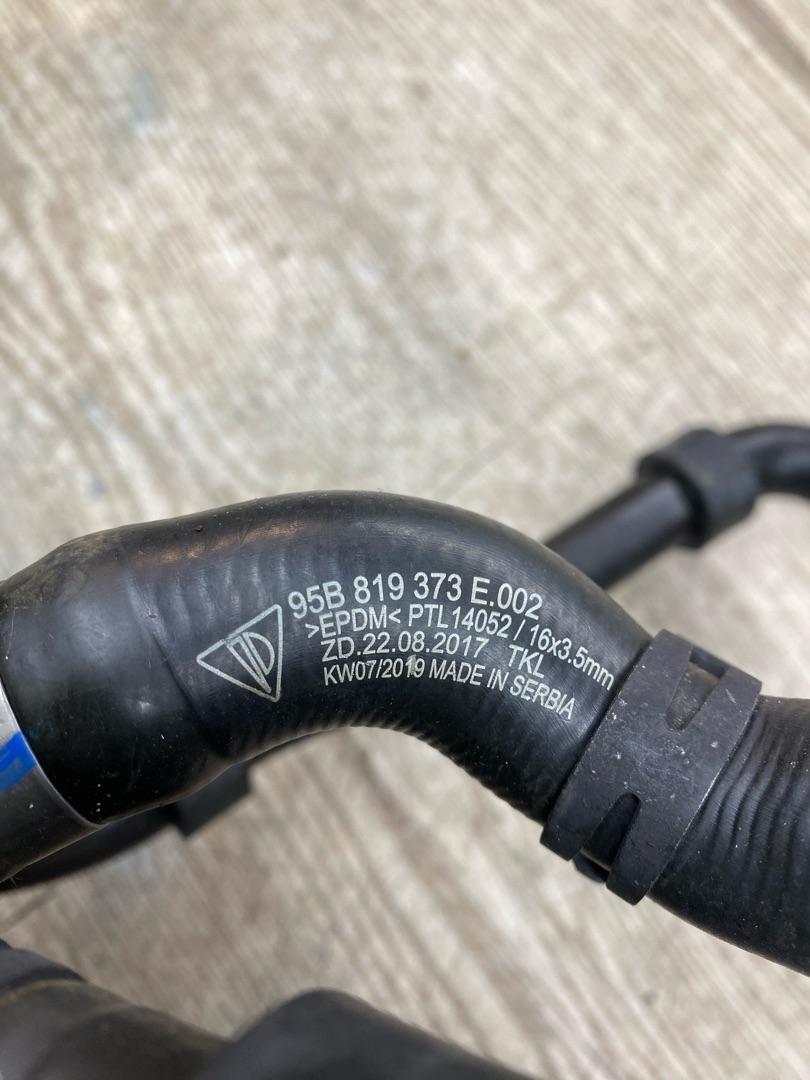 95B 819 373 E.002
>EPDM< PTL14052 / 16x3.5mm
ZD.22.08.2017 TKL
KW07/2019 MADE IN SERBIA